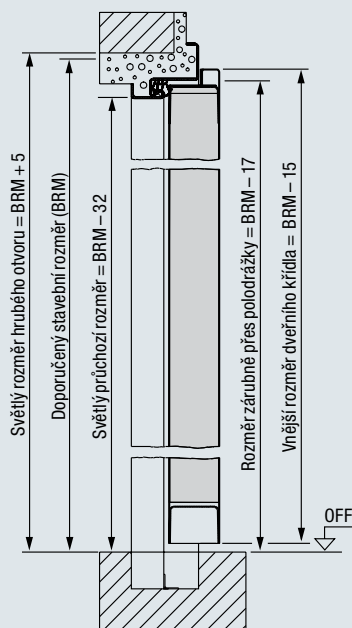 Světlý rozměr hrubého otvoru = BRM + 5
Doporučený stavební rozměr (BRM)
Světlý průchozí rozměr = BRM – 32
Rozměr zárubně přes polodrážky = BRM – 17
Vnější rozměr dveřního křídla = BRM – 15
OFF